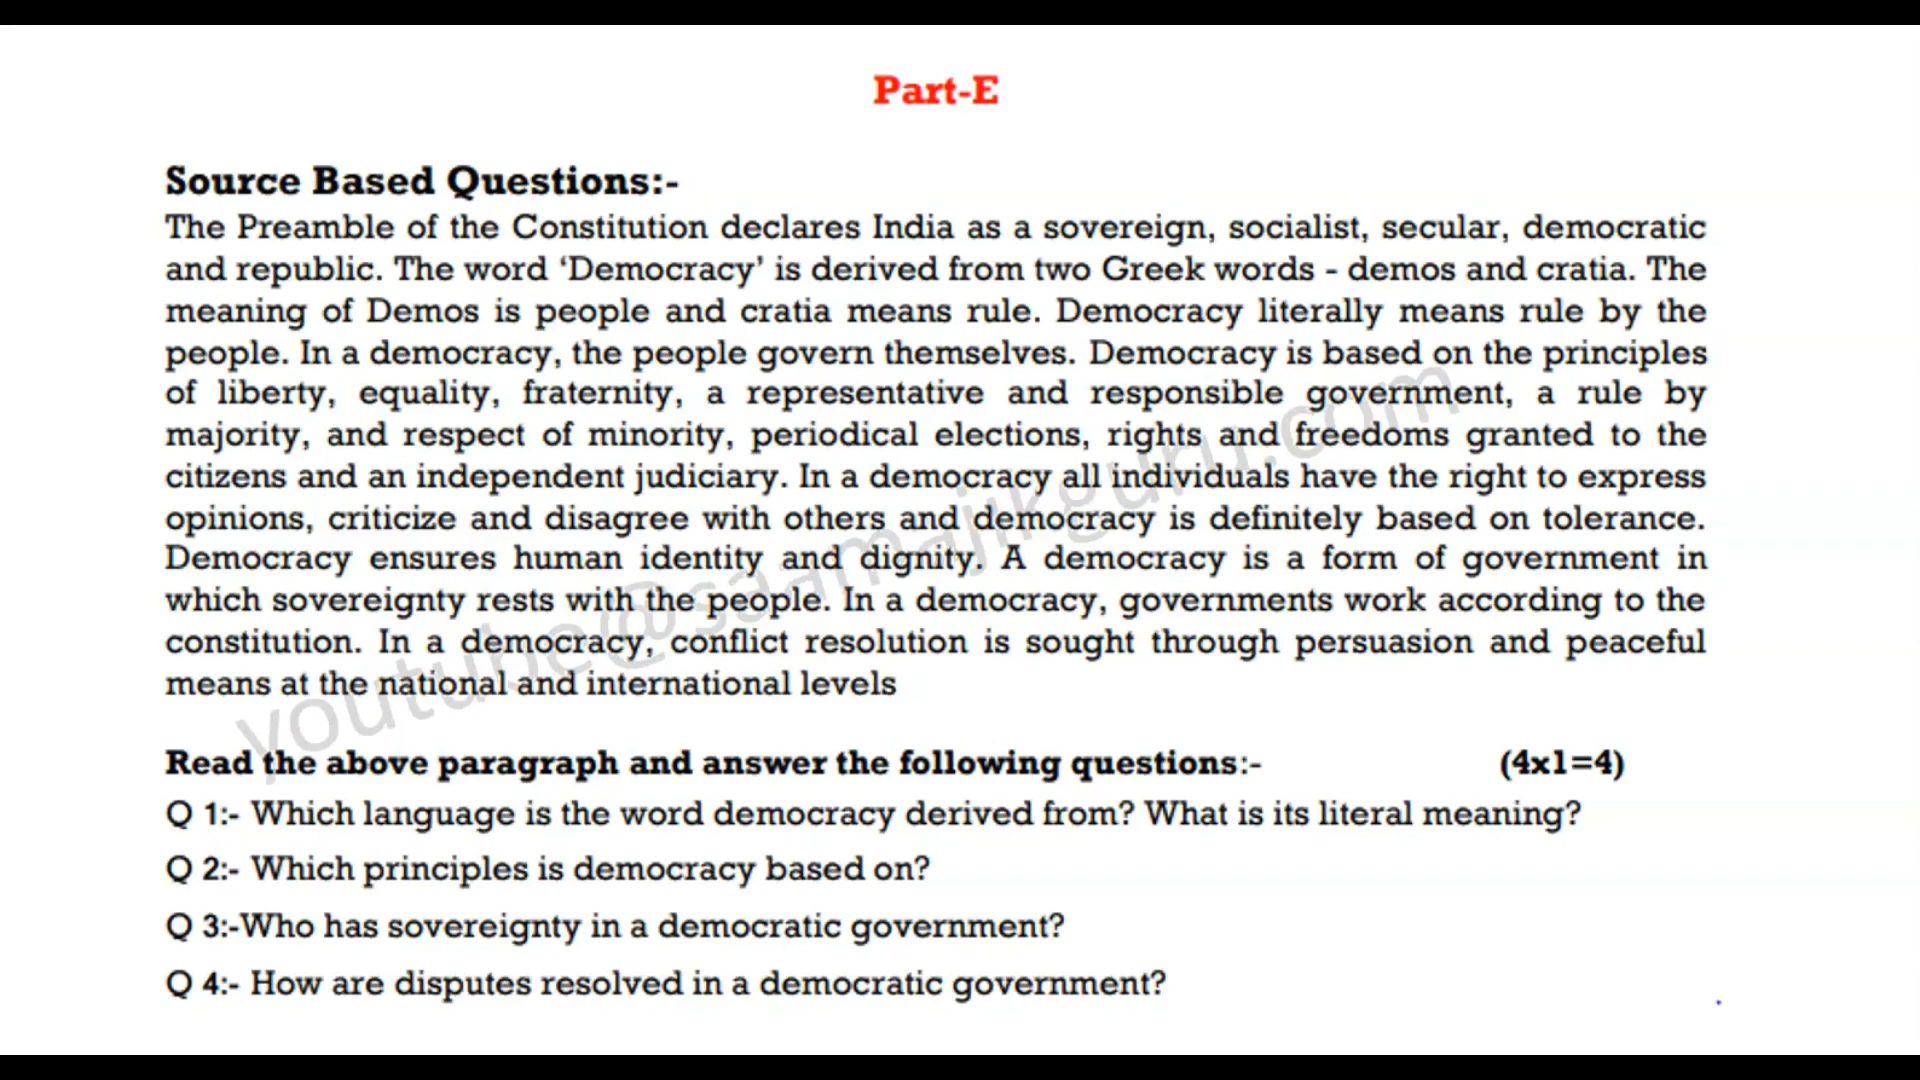 Part-E
Source Based Questions:-
The Preamble of the Constitution declares India as a sovereign, socialist, secular, democratic
and republic. The word ‘Democracy’ is derived from two Greek words - demos and cratia. The
meaning of Demos is people and cratia means rule. Democracy literally means rule by the
people. In a democracy, the people govern themselves. Democracy is based on the principles
of liberty, equality, fraternity, a representative and responsible government, a rule by
majority, and respect of minority, periodical elections, rights and freedoms granted to the
citizens and an independent judiciary. In a democracy all individuals have the right to express
opinions, criticize and disagree with others and democracy is definitely based on tolerance.
Democracy ensures human identity and dignity. A democracy is a form of government in
which sovereignty rests with the people. In a democracy, governments work according to the
constitution. In a democracy, conflict resolution is sought through persuasion and peaceful
means at the national and international levels
youtube@saamajikguru.com
Read the above paragraph and answer the following questions:- (4x1=4)
Q 1:- Which language is the word democracy derived from? What is its literal meaning?
Q 2:- Which principles is democracy based on?
Q 3:-Who has sovereignty in a democratic government?
Q 4:- How are disputes resolved in a democratic government?